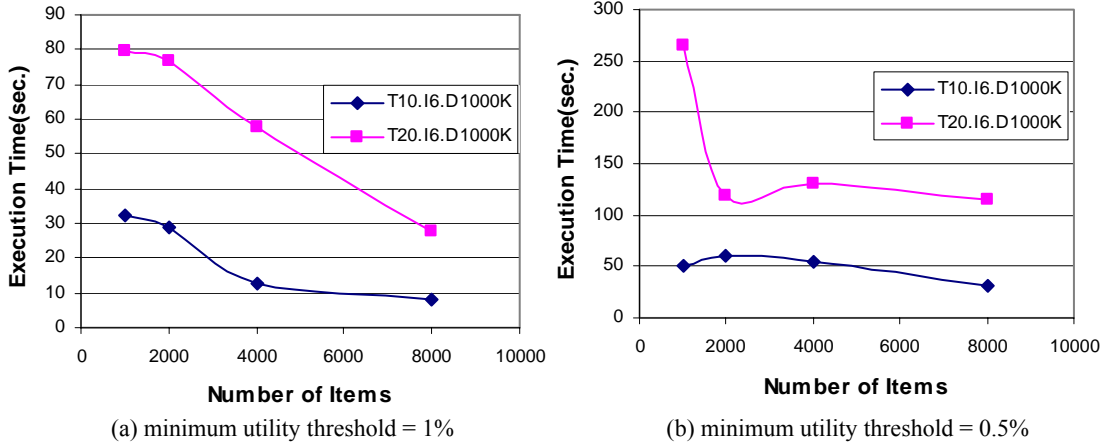 90
80
70
60
50
40
30
20
10
0
Execution Time(sec.)
T10.I6.D1000K
T20.I6.D1000K
0 2000 4000 6000 8000 10000
Number of Items
(a) minimum utility threshold = 1%
300
250
200
150
100
50
0
Execution Time(sec.)
T10.I6.D1000K
T20.I6.D1000K
0 2000 4000 6000 8000 10000
Number of Items
(b) minimum utility threshold = 0.5%